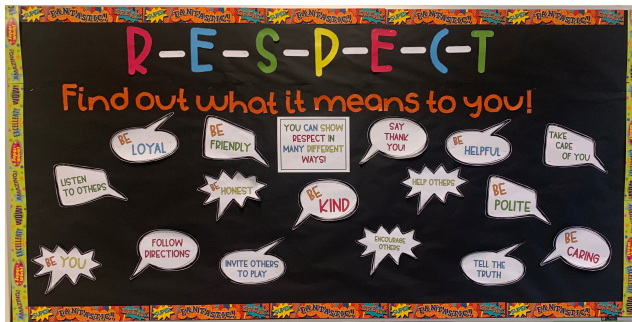 R-E-S-P-E-C-T
Find out what it means to you!
BE
LOYAL
BE
FRIENDLY
YOU CAN SHOW
RESPECT IN
MANY DIFFERENT
WAYS!
SAY
THANK
YOU!
BE
HELPFUL
TAKE
CARE
OF YOU
LISTEN
TO OTHERS
BE
HONEST
BE
KIND
HELP OTHERS
BE
POLITE
BE YOU
FOLLOW
DIRECTIONS
INVITE OTHERS
TO PLAY
ENCOURAGE
OTHERS
TELL THE
TRUTH
BE
CARING
SUPER
FANTASTIC!!